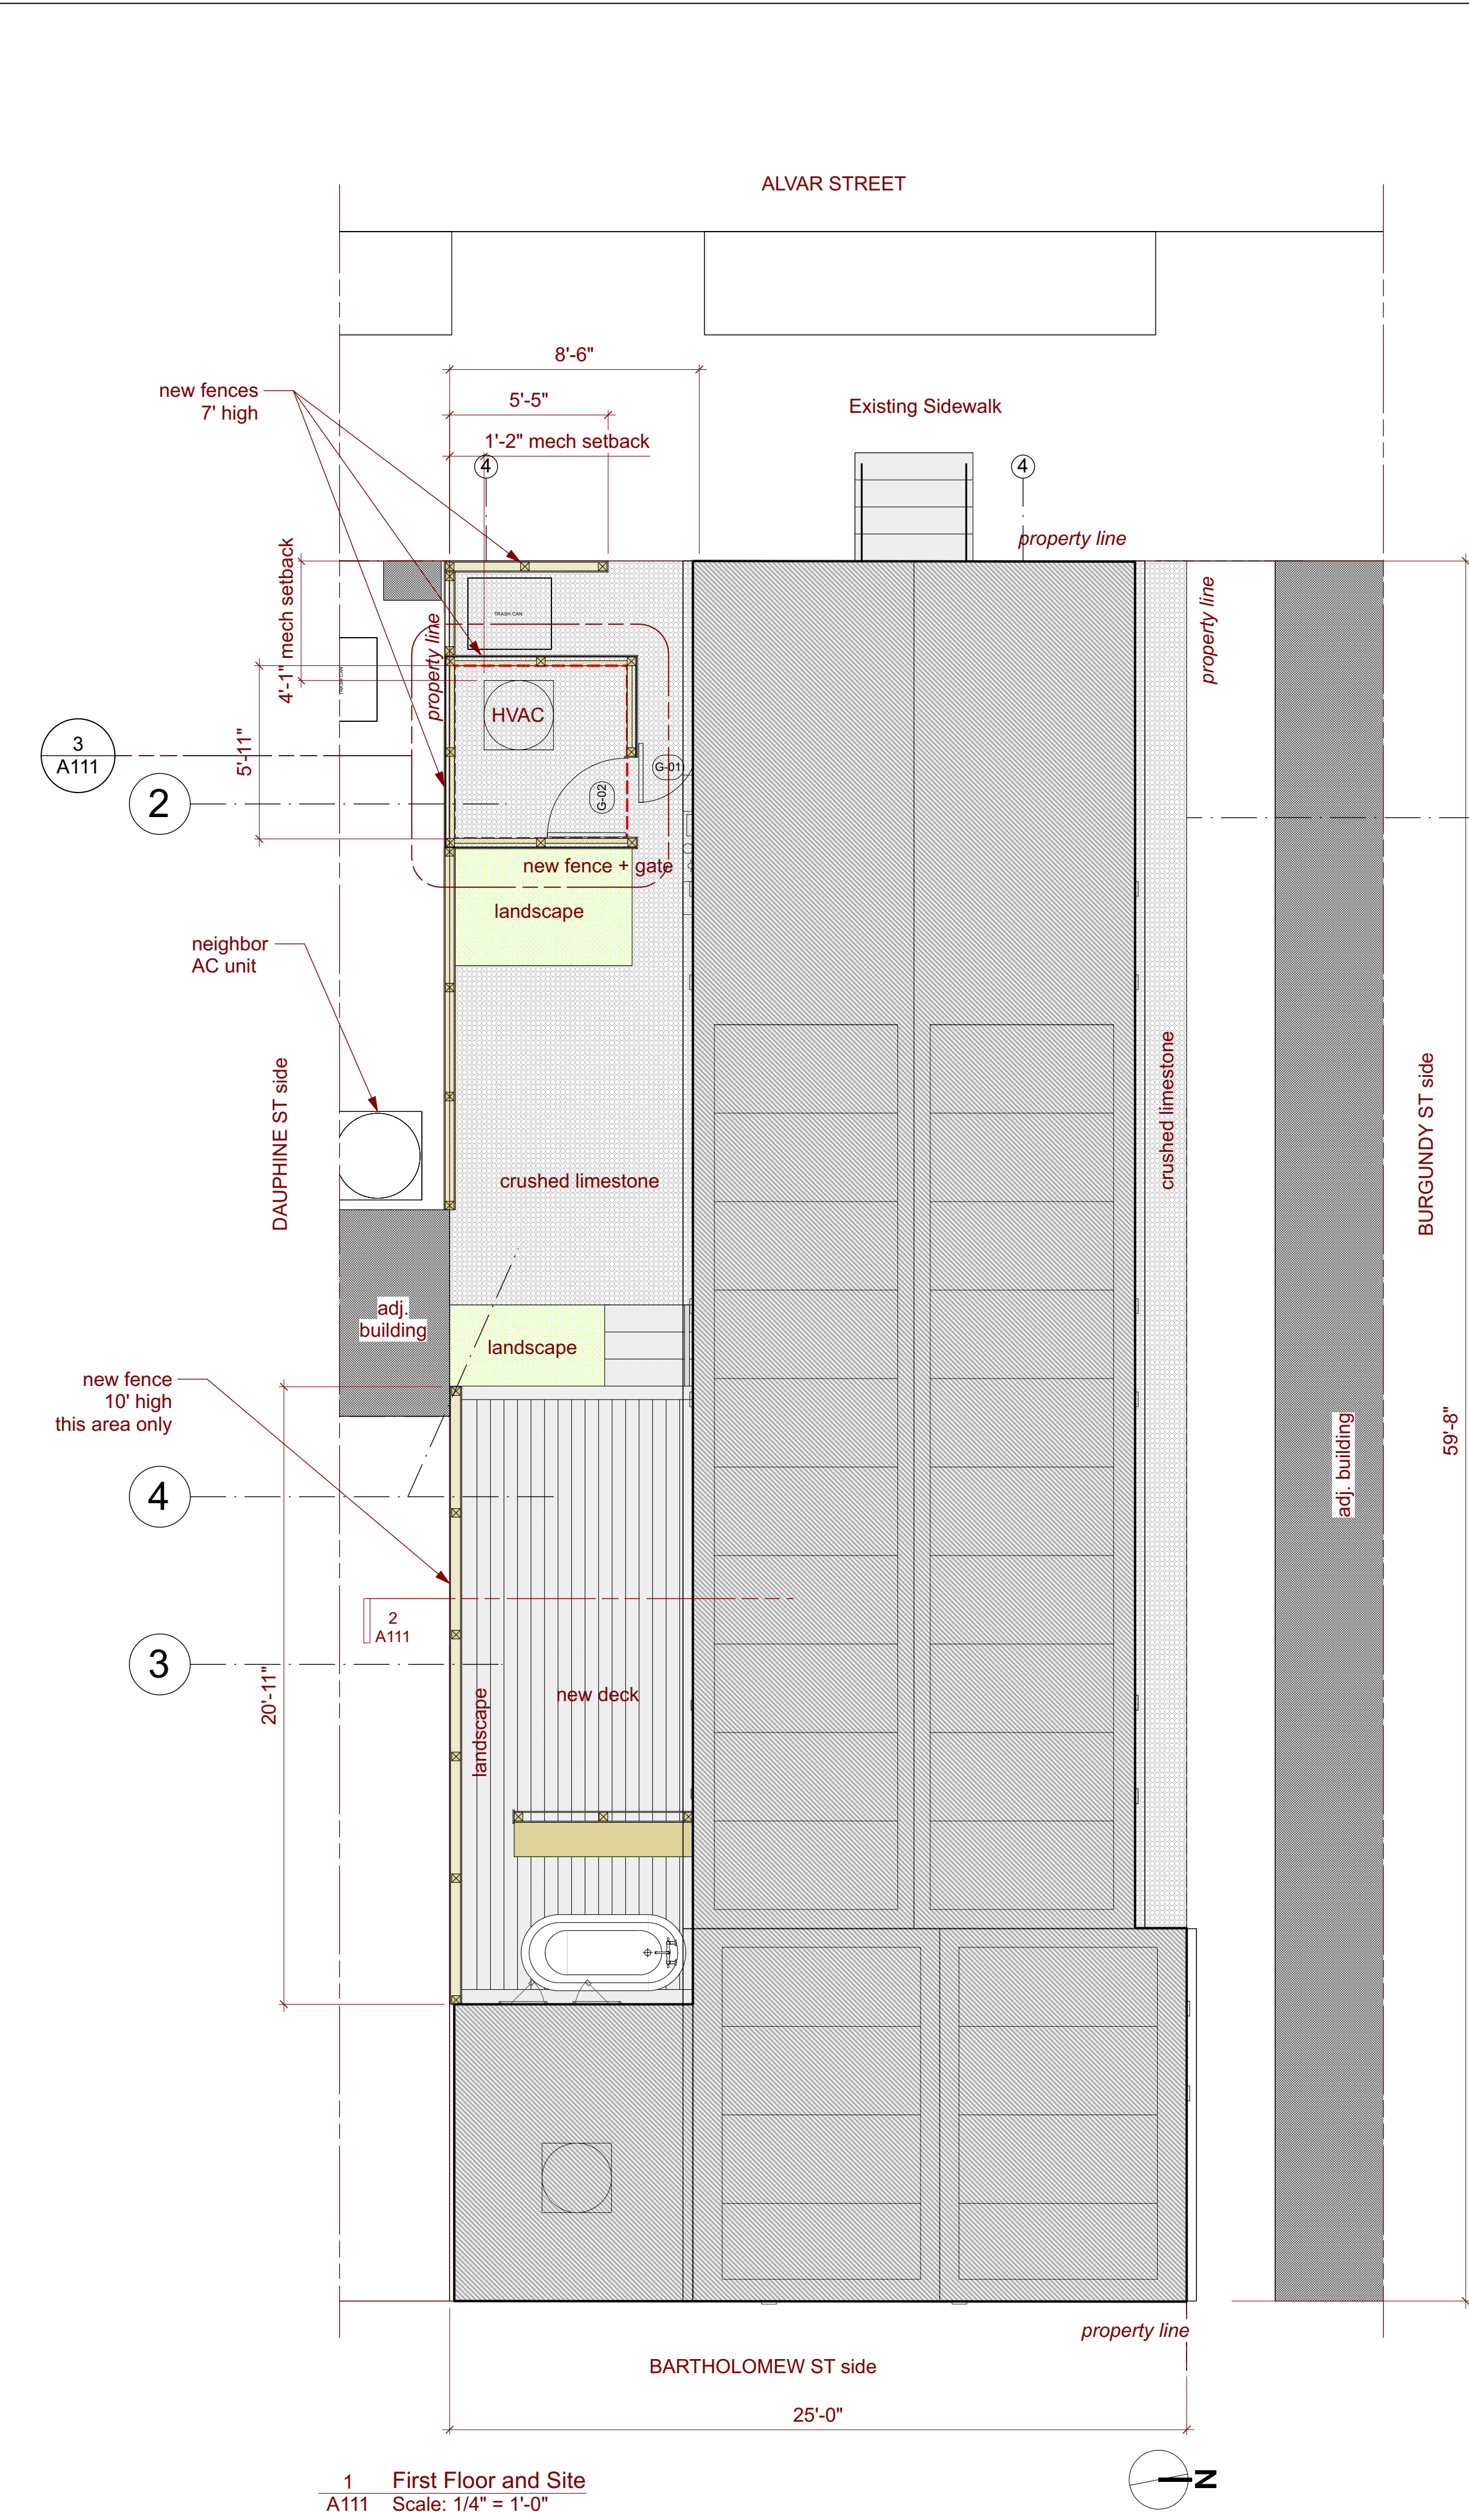 ALVAR STREET
8'-6"
new fences
7' high
5'-5"
Existing Sidewalk
1'-2" mech setback
4
4
property line
4'-1" mech setback
property line
property line
TRASH CAN
TRASH CAN
HVAC
5'-11"
3
A111
G-01
G-02
2
new fence + gate
landscape
neighbor
AC unit
DAUPHINE ST side
crushed limestone
crushed limestone
BURGUNDY ST side
adj.
building
landscape
new fence
10' high
this area only
59'-8"
adj. building
4
2
A111
3
20'-11"
landscape
new deck
property line
BARTHOLOMEW ST side
25'-0"
1
First Floor and Site
A111
Scale: 1/4" = 1'-0"
N